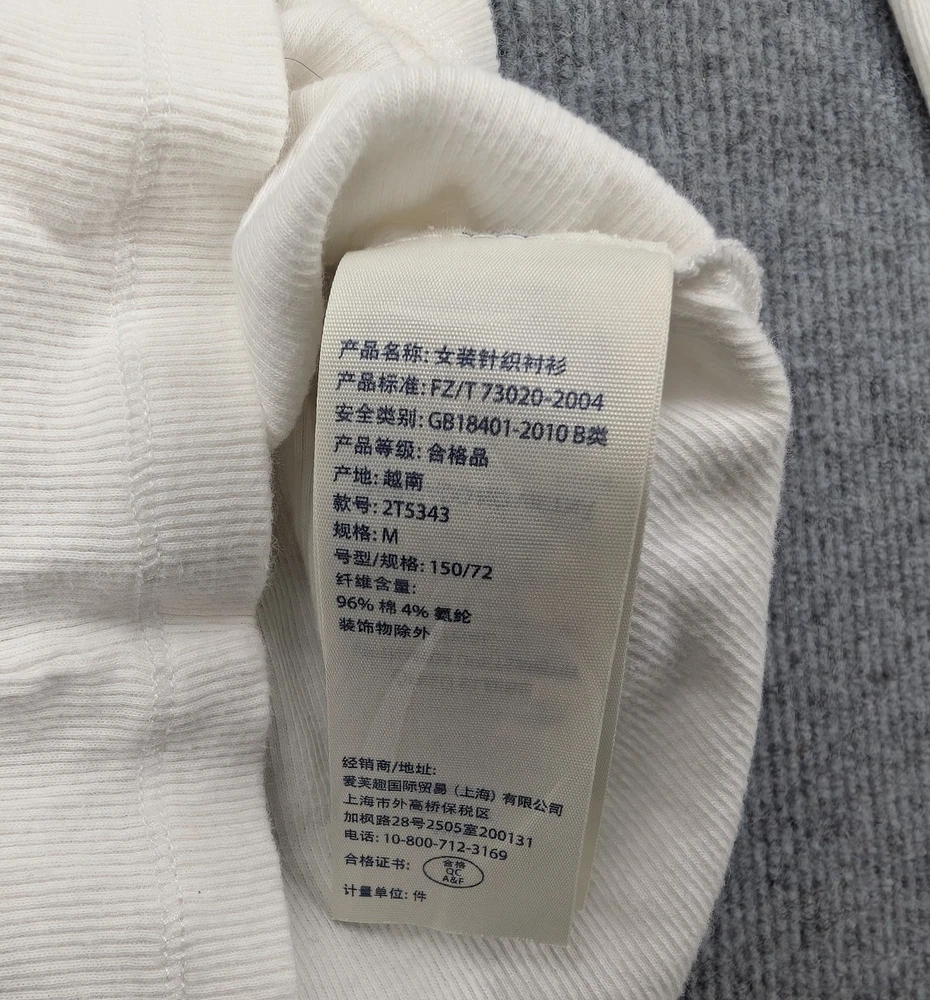 产品名称: 女装针织衬衫
产品标准: FZ/T 73020-2004
安全类别: GB18401-2010 B类
产品等级: 合格品
产地: 越南
款号: 2T5343
规格: M
号型/规格: 150/72
纤维含量:
96% 棉 4% 氨纶
装饰物除外
经销商/地址:
爱芙趣国际贸易 (上海) 有限公司
上海市外高桥保税区
加枫路28号2505室200131
电话: 10-800-712-3169
合格证书: 合格 QC A&F
计量单位: 件